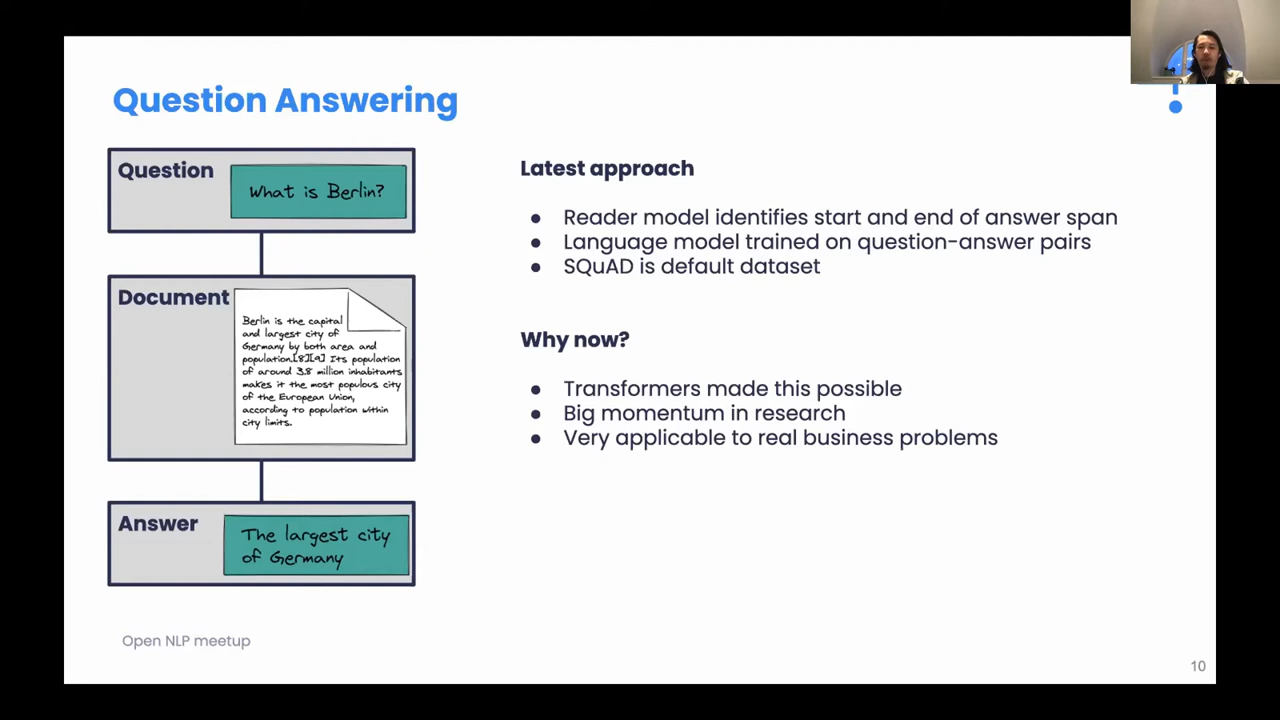 Question Answering
Question
What is Berlin?
Document
Berlin is the capital
and largest city of
Germany by both area and
population.[8][9] Its population
of around 3.8 million inhabitants
makes it the most populous city
of the European Union,
according to population within
city limits.
Answer
The largest city
of Germany
Latest approach
● Reader model identifies start and end of answer span
● Language model trained on question-answer pairs
● SQuAD is default dataset
Why now?
● Transformers made this possible
● Big momentum in research
● Very applicable to real business problems
Open NLP meetup
10